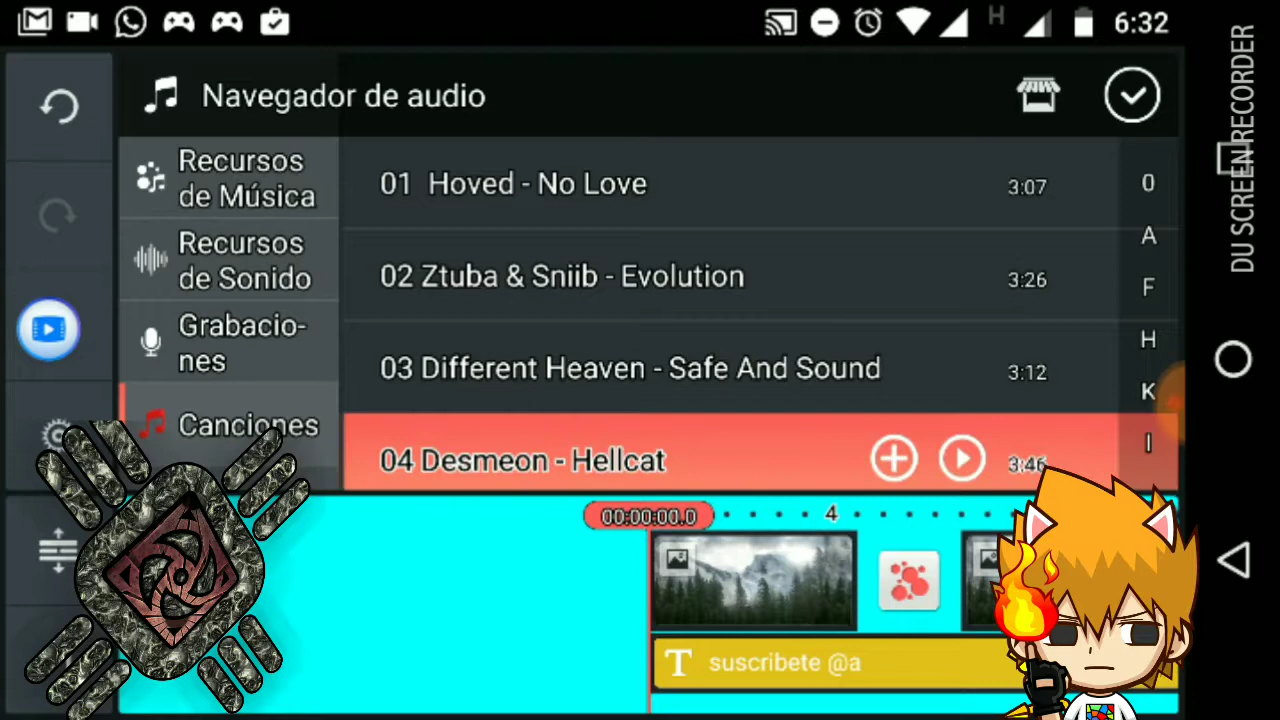 H 6:32
Navegador de audio
Recursos
de Música
Recursos
de Sonido
Grabacio-
nes
Canciones
01 Hoved - No Love 3:07
02 Ztuba & Sniib - Evolution 3:26
03 Different Heaven - Safe And Sound 3:12
04 Desmeon - Hellcat 3:46
0
A
F
H
K
l
00:00:00.0 4
T suscribete @a
DU SCREEN RECORDER